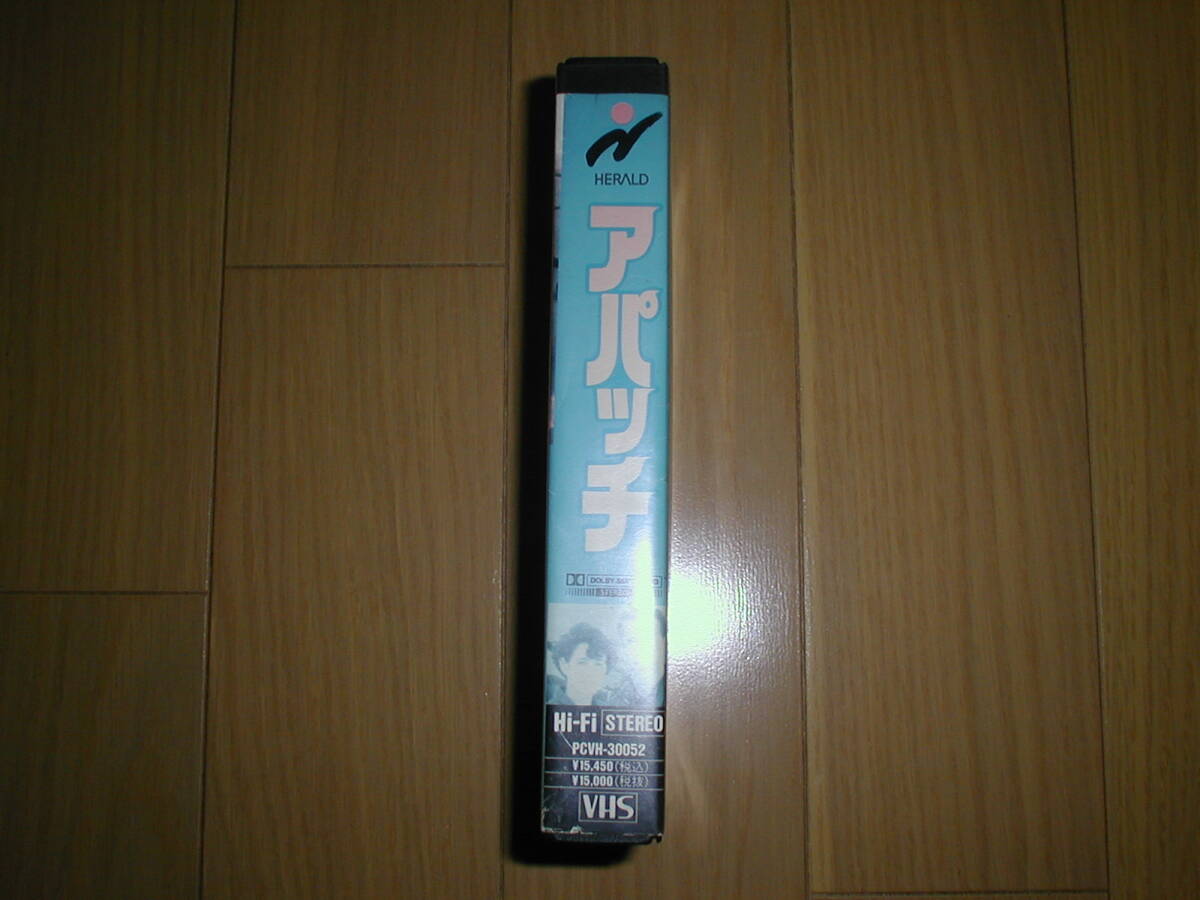 HERALD
アパッチ
STEREO
Hi-Fi STEREO
PCVH-30052
¥15,450(税込)
¥15,000(税抜)
VHS